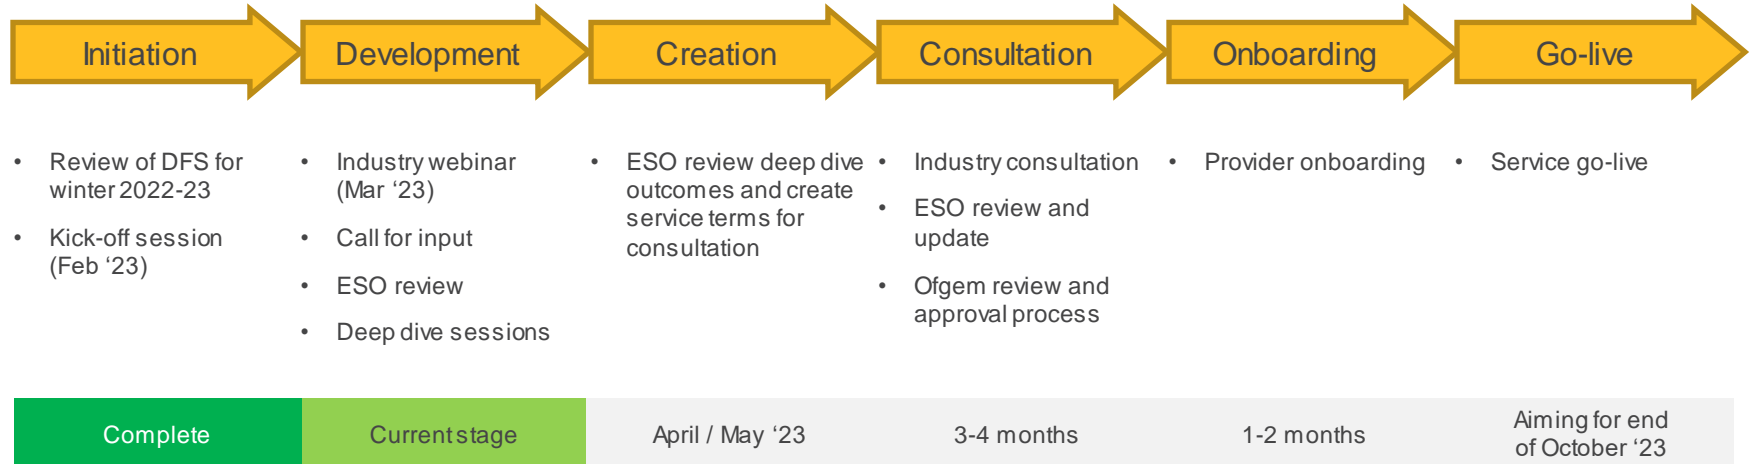 Initiation
Development
Creation
Consultation
Onboarding
Go-live
• Review of DFS for
winter 2022-23
• Kick-off session
(Feb ‘23)
• Industry webinar
(Mar ‘23)
• Call for input
• ESO review
• Deep dive sessions
• ESO review deep dive
outcomes and create
service terms for
consultation
• Industry consultation
• ESO review and
update
• Ofgem review and
approval process
• Provider onboarding
• Service go-live
Complete
Current stage
April / May ‘23
3-4 months
1-2 months
Aiming for end
of October ‘23